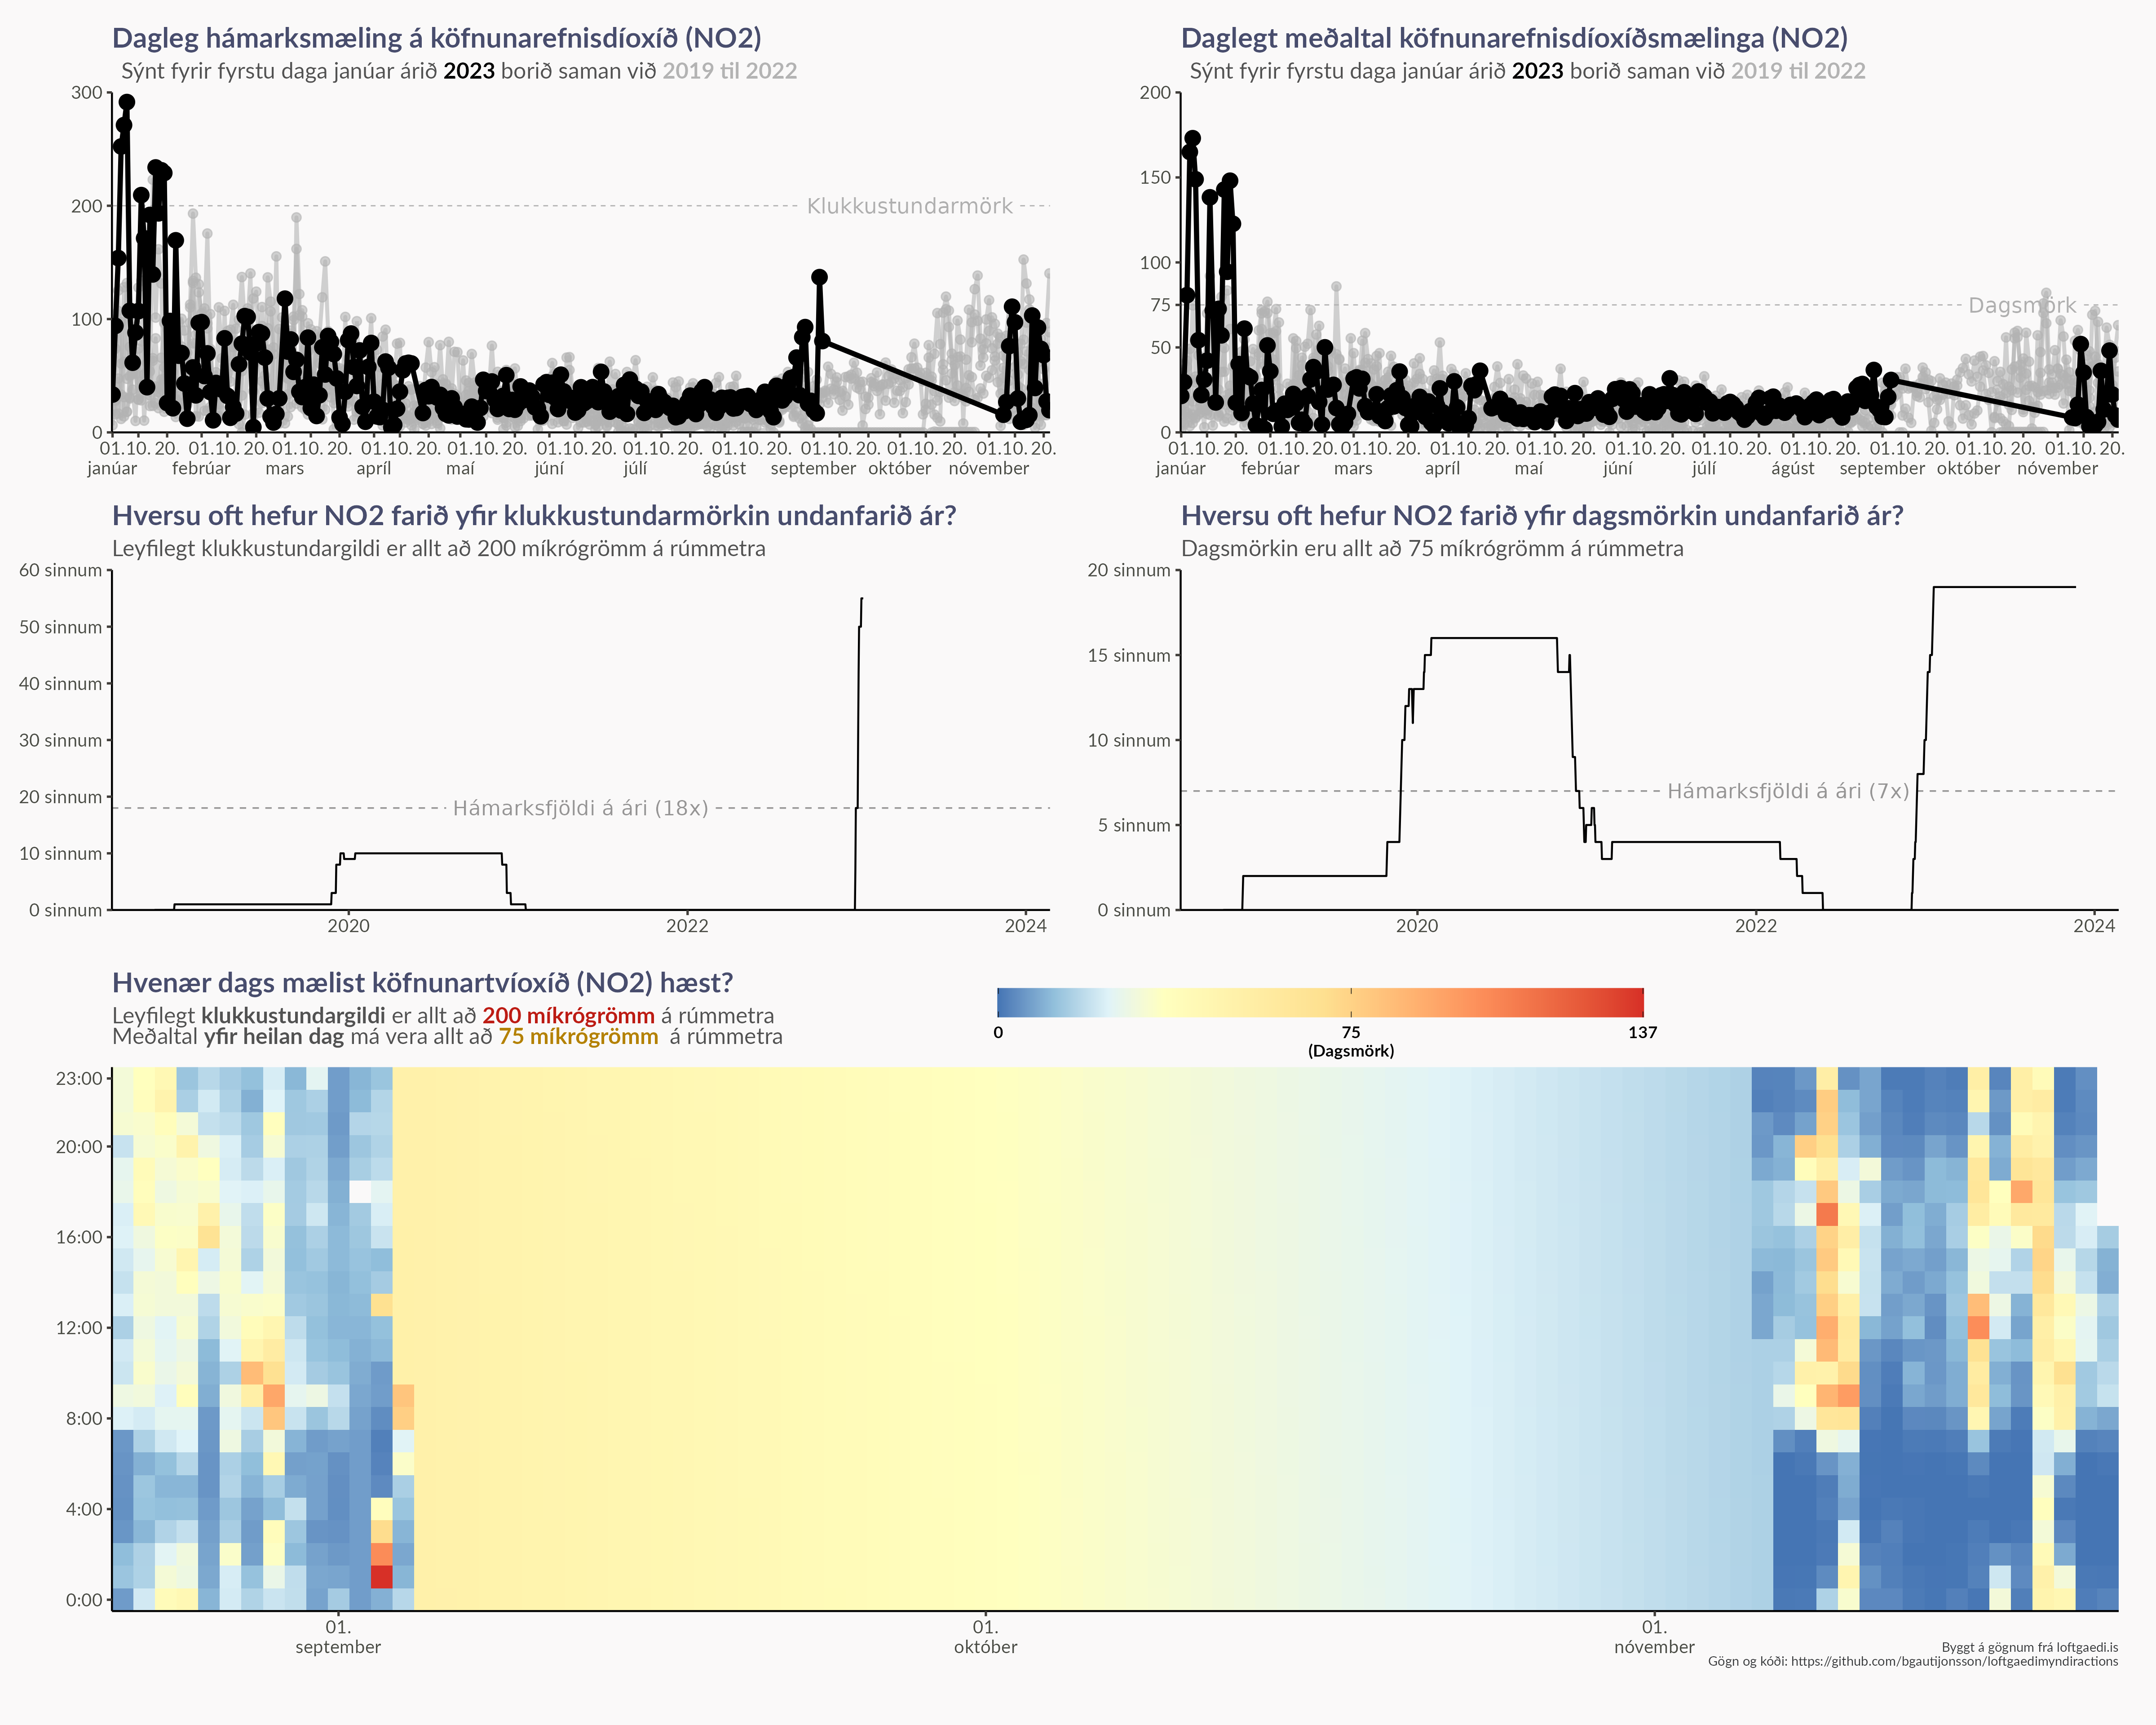 Dagleg hámarksmæling á köfnunarefnisdíoxíð (NO2)
Sýnt fyrir fyrstu daga janúar árið 2023 borið saman við 2019 til 2022
300
200
100
0
Klukkustundarmörk
01. 10. 20. 01. 10. 20. 01. 10. 20. 01. 10. 20. 01. 10. 20. 01. 10. 20. 01. 10. 20. 01. 10. 20. 01. 10. 20. 01. 10. 20. 01. 10. 20.
janúar febrúar mars apríl maí júní júlí ágúst september október nóvember
Daglegt meðaltal köfnunarefnisdíoxíðsmælinga (NO2)
Sýnt fyrir fyrstu daga janúar árið 2023 borið saman við 2019 til 2022
200
150
100
75
50
0
Dagsmörk
01. 10. 20. 01. 10. 20. 01. 10. 20. 01. 10. 20. 01. 10. 20. 01. 10. 20. 01. 10. 20. 01. 10. 20. 01. 10. 20. 01. 10. 20. 01. 10. 20.
janúar febrúar mars apríl maí júní júlí ágúst september október nóvember
Hversu oft hefur NO2 farið yfir klukkustundarmörkin undanfarið ár?
Leyfilegt klukkustundargildi er allt að 200 míkrógrömm á rúmmetra
60 sinnum
50 sinnum
40 sinnum
30 sinnum
20 sinnum
10 sinnum
0 sinnum
Hámarksfjöldi á ári (18x)
2020 2022 2024
Hversu oft hefur NO2 farið yfir dagsmörkin undanfarið ár?
Dagsmörkin eru allt að 75 míkrógrömm á rúmmetra
20 sinnum
15 sinnum
10 sinnum
5 sinnum
0 sinnum
Hámarksfjöldi á ári (7x)
2020 2022 2024
Hvenær dags mælist köfnunartvíoxíð (NO2) hæst?
Leyfilegt klukkustundargildi er allt að 200 míkrógrömm á rúmmetra
Meðaltal yfir heilan dag má vera allt að 75 míkrógrömm á rúmmetra
0 75 137
(Dagsmörk)
23:00
20:00
16:00
12:00
8:00
4:00
0:00
01. 01. 01.
september október nóvember
Byggt á gögnum frá loftgaedi.is
Gögn og kóði: https://github.com/bgautijonsson/loftgaedimyndiractions